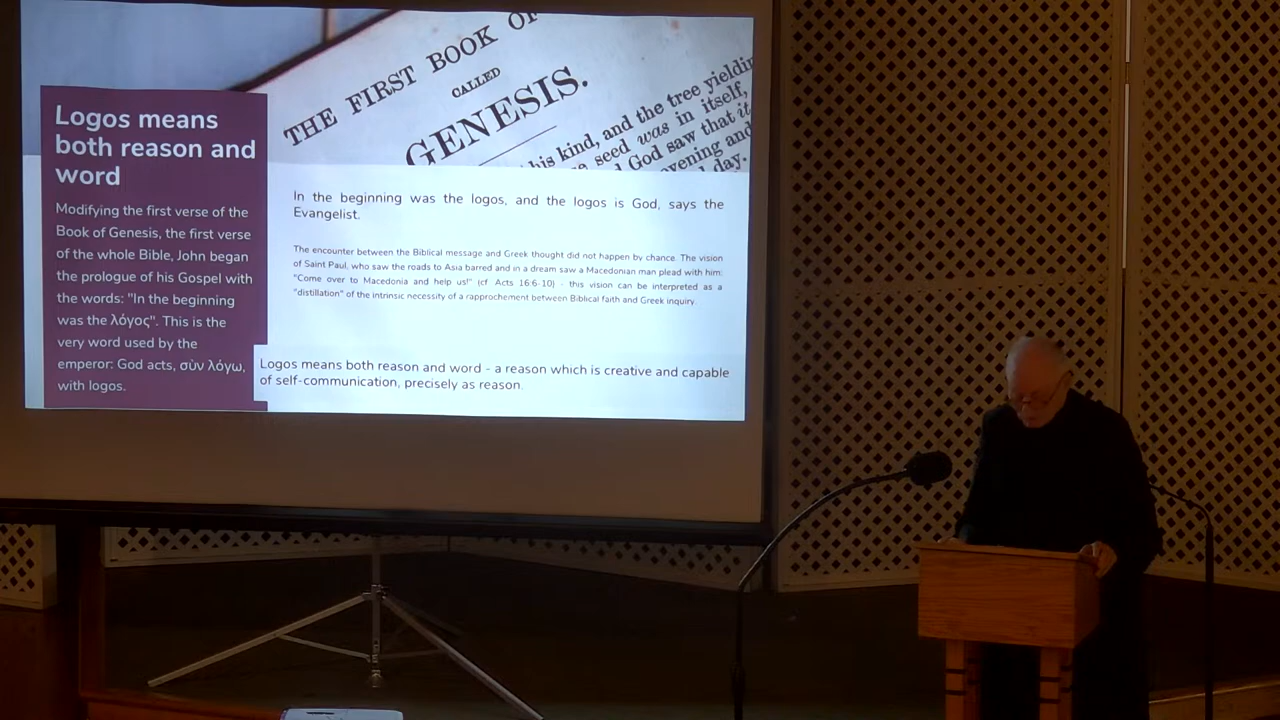 THE FIRST BOOK OF
CALLED
GENESIS.
his kind, and the tree yieldin
seed was in itself,
God saw that it
evening and
day.
Logos means
both reason and
word
Modifying the first verse of the
Book of Genesis, the first verse
of the whole Bible, John began
the prologue of his Gospel with
the words: "In the beginning
was the λόγος". This is the
very word used by the
emperor: God acts, σὺν λόγω,
with logos.
In the beginning was the logos, and the logos is God, says the
Evangelist.
The encounter between the Biblical message and Greek thought did not happen by chance. The vision
of Saint Paul, who saw the roads to Asia barred and in a dream saw a Macedonian man plead with him:
"Come over to Macedonia and help us!" (cf. Acts 16:6-10) - this vision can be interpreted as a
"distillation" of the intrinsic necessity of a rapprochement between Biblical faith and Greek inquiry.
Logos means both reason and word - a reason which is creative and capable
of self-communication, precisely as reason.